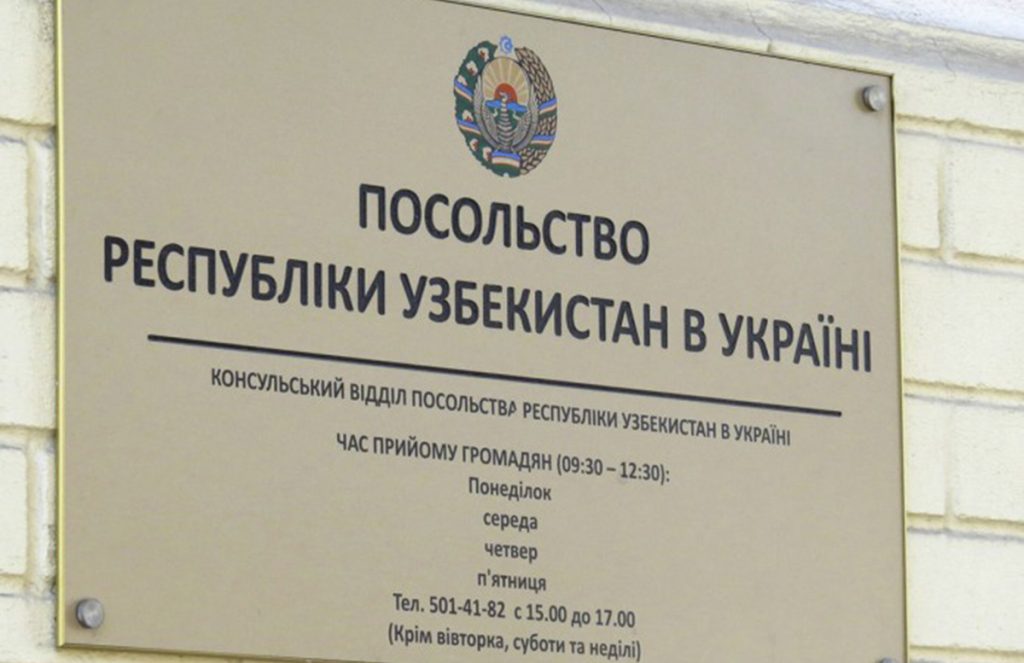 ПОСОЛЬСТВО
РЕСПУБЛІКИ УЗБЕКИСТАН В УКРАЇНІ
КОНСУЛЬСЬКИЙ ВІДДІЛ ПОСОЛЬСТВА РЕСПУБЛІКИ УЗБЕКИСТАН В УКРАЇНІ
ЧАС ПРИЙОМУ ГРОМАДЯН (09:30 – 12:30):
Понеділок
середа
четвер
п'ятниця
Тел. 501-41-82 с 15.00 до 17.00
(Крім вівторка, суботи та неділі)